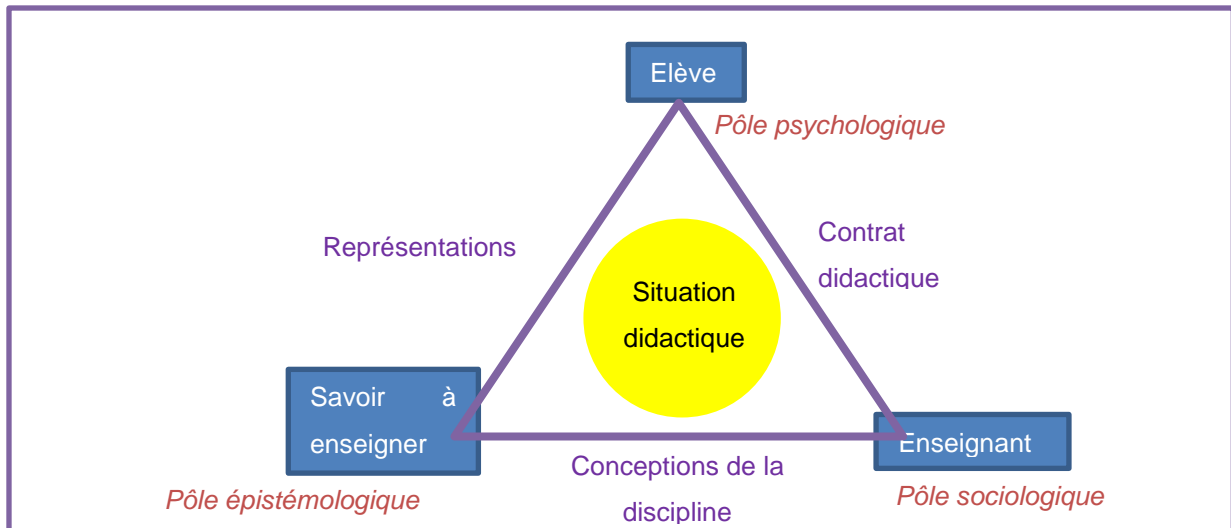 Elève
Pôle psychologique
Représentations
Contrat
didactique
Situation
didactique
Savoir à
enseigner
Enseignant
Conceptions de la
discipline
Pôle épistémologique
Pôle sociologique